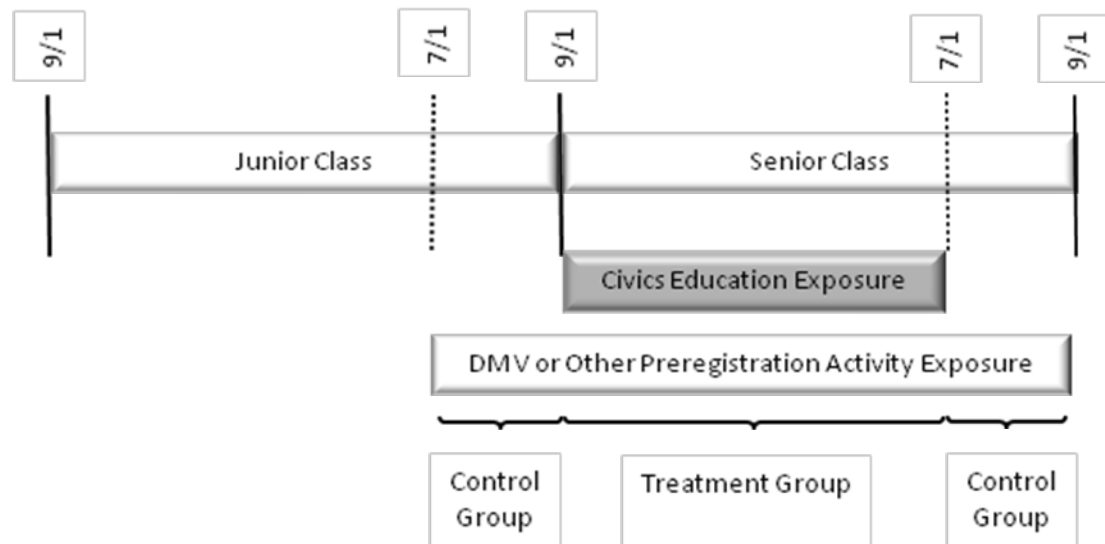 9/1
7/1
9/1
7/1
9/1
Junior Class
Senior Class
Civics Education Exposure
DMV or Other Preregistration Activity Exposure
Control
Group
Treatment Group
Control
Group